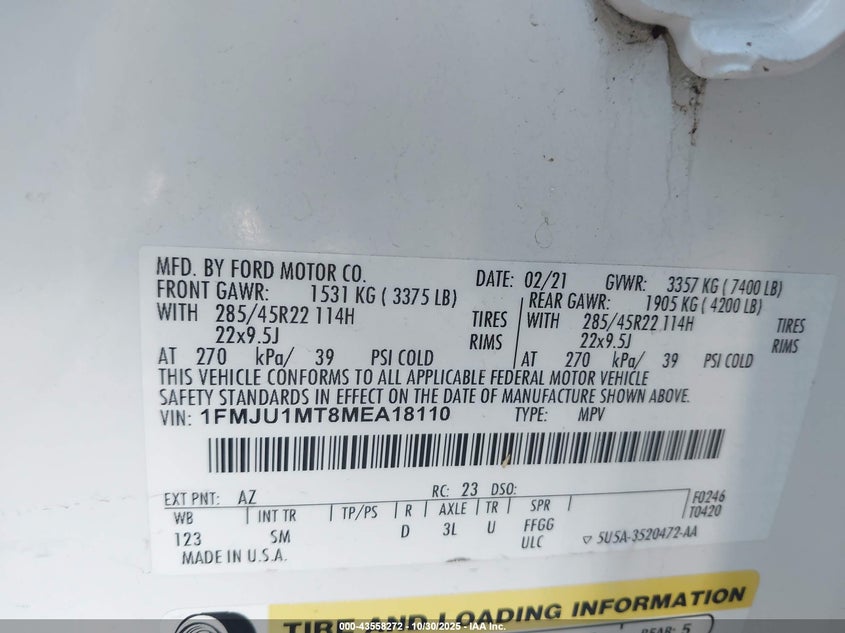 MFD. BY FORD MOTOR CO. DATE: 02/21 GVWR: 3357 KG ( 7400 LB)
FRONT GAWR: 1531 KG ( 3375 LB) REAR GAWR: 1905 KG ( 4200 LB)
WITH 285/45R22 114H TIRES WITH 285/45R22 114H TIRES
22x9.5J RIMS 22x9.5J RIMS
AT 270 kPa/ 39 PSI COLD AT 270 kPa/ 39 PSI COLD
THIS VEHICLE CONFORMS TO ALL APPLICABLE FEDERAL MOTOR VEHICLE
SAFETY STANDARDS IN EFFECT ON THE DATE OF MANUFACTURE SHOWN ABOVE.
VIN: 1FMJU1MT8MEA18110 TYPE: MPV
EXT PNT: AZ RC: 23 DSO: F0246
WB INT TR TP/PS R AXLE TR SPR T0420
123 SM D 3L U FFGG
ULC 5U5A-3520472-AA
MADE IN U.S.A.
TIRE AND LOADING INFORMATION
REAR: 5
000-43558272 - 10/30/2025 - IAA Inc.